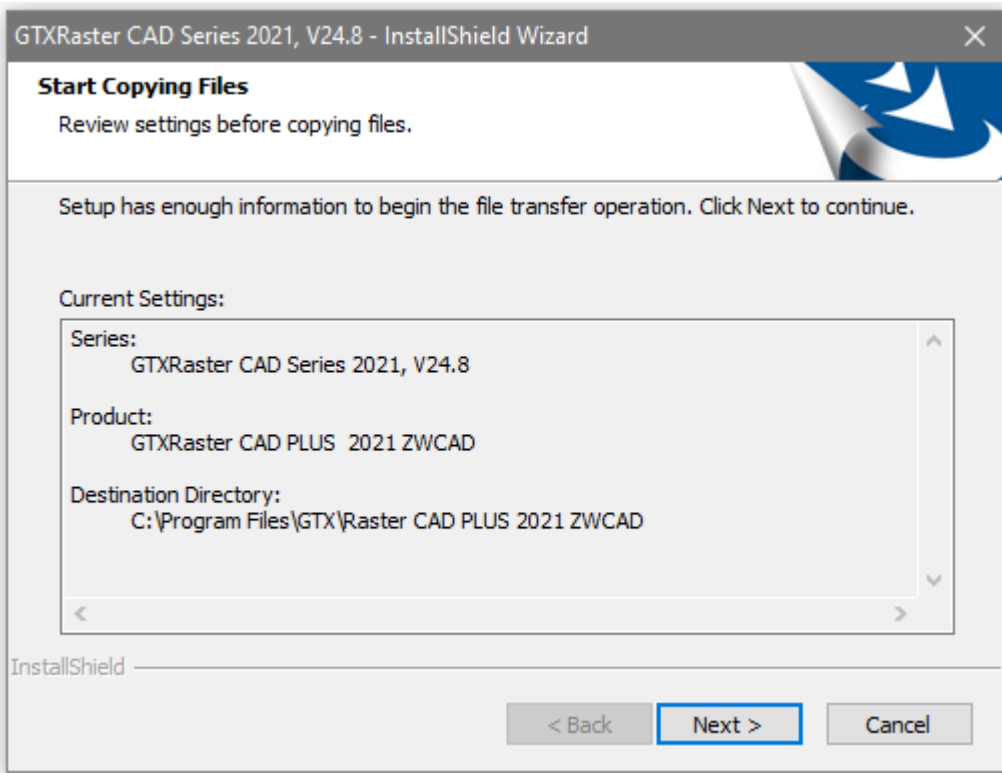 GTXRaster CAD Series 2021, V24.8 - InstallShield Wizard
Start Copying Files
Review settings before copying files.
Setup has enough information to begin the file transfer operation. Click Next to continue.
Current Settings:
Series:
GTXRaster CAD Series 2021, V24.8
Product:
GTXRaster CAD PLUS  2021 ZWCAD
Destination Directory:
C:\Program Files\GTX\Raster CAD PLUS 2021 ZWCAD
InstallShield
< Back
Next >
Cancel